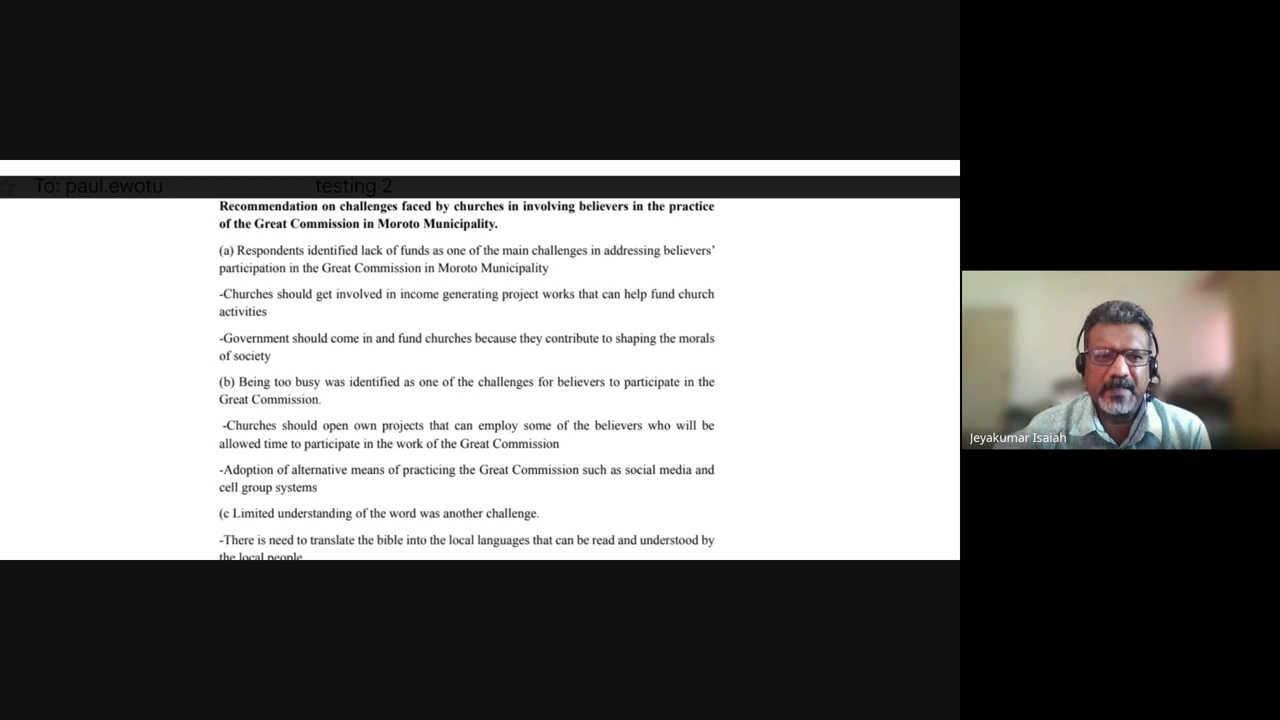 To: paul.ewotu testing 2
Recommendation on challenges faced by churches in involving believers in the practice
of the Great Commission in Moroto Municipality.
(a) Respondents identified lack of funds as one of the main challenges in addressing believers'
participation in the Great Commission in Moroto Municipality
-Churches should get involved in income generating project works that can help fund church
activities
-Government should come in and fund churches because they contribute to shaping the morals
of society
(b) Being too busy was identified as one of the challenges for believers to participate in the
Great Commission.
-Churches should open own projects that can employ some of the believers who will be
allowed time to participate in the work of the Great Commission
-Adoption of alternative means of practicing the Great Commission such as social media and
cell group systems
(c Limited understanding of the word was another challenge.
-There is need to translate the bible into the local languages that can be read and understood by
the local people
Jeyakumar Isaiah